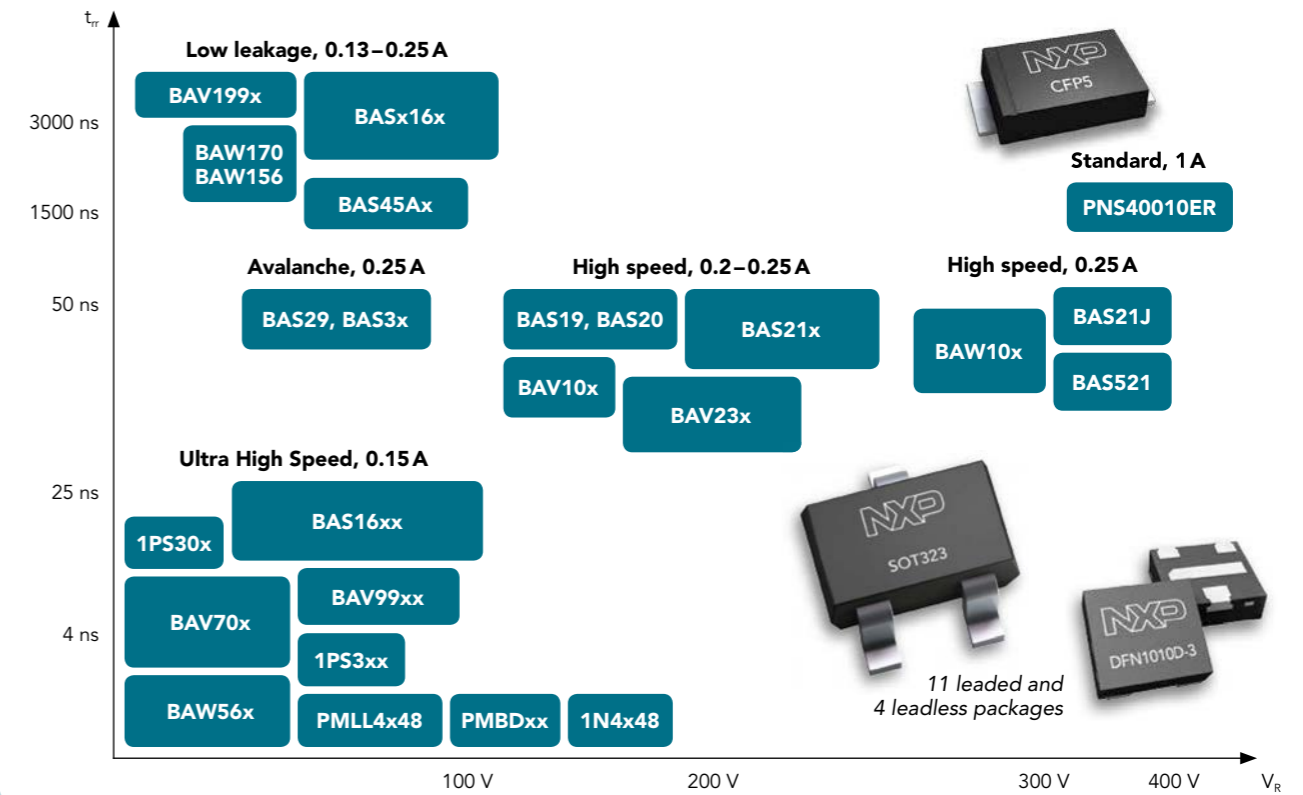 trr
Low leakage, 0.13–0.25 A
BAV199x
BASx16x
3000 ns
BAW170
BAW156
BAS45Ax
1500 ns
NXP
CFP5
Standard, 1 A
PNS40010ER
Avalanche, 0.25 A
High speed, 0.2–0.25 A
High speed, 0.25 A
50 ns
BAS29, BAS3x
BAS19, BAS20
BAS21x
BAV10x
BAV23x
BAW10x
BAS21J
BAS521
Ultra High Speed, 0.15 A
25 ns
1PS30x
BAS16xx
BAV70x
BAV99xx
4 ns
1PS3xx
BAW56x
PMLL4x48
PMBDxx
1N4x48
NXP
SOT323
NXP
DFN1010D-3
11 leaded and
4 leadless packages
100 V
200 V
300 V
400 V
VR